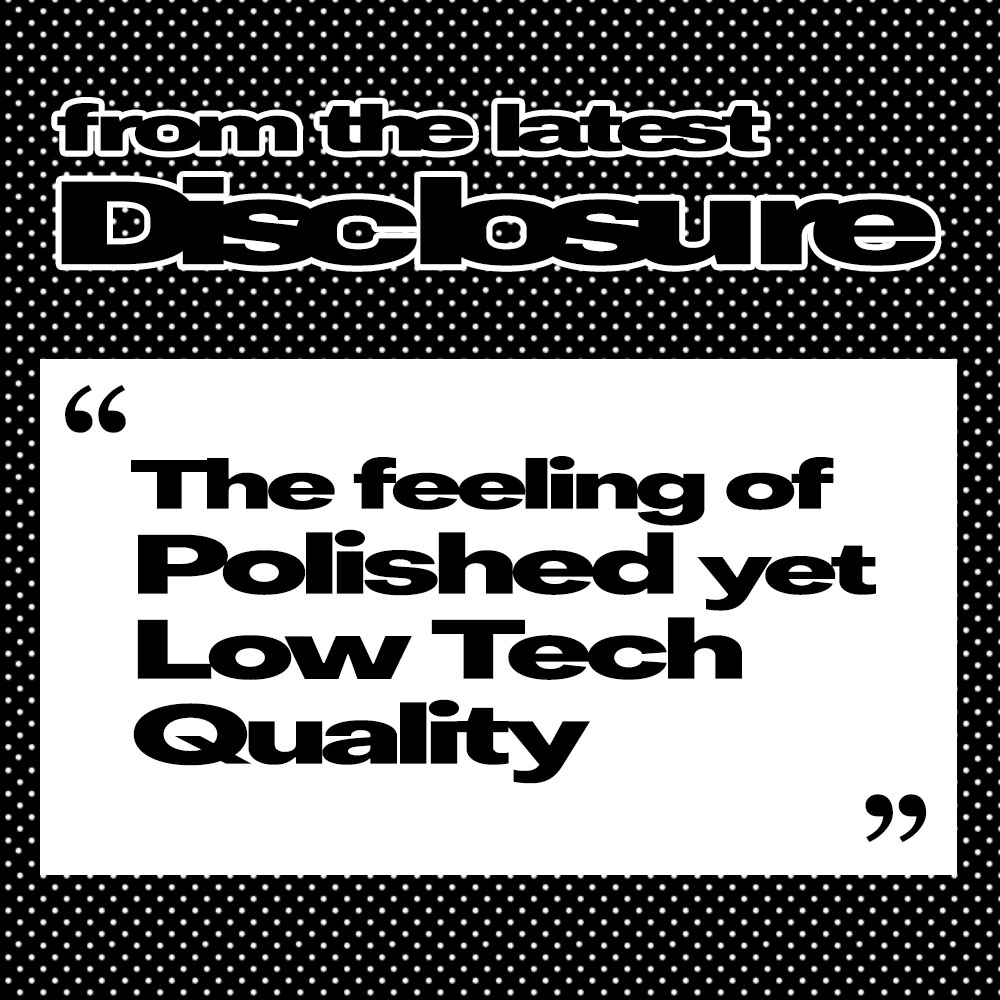 from the latest
Disclosure
“
The feeling of
Polished yet
Low Tech
Quality
”